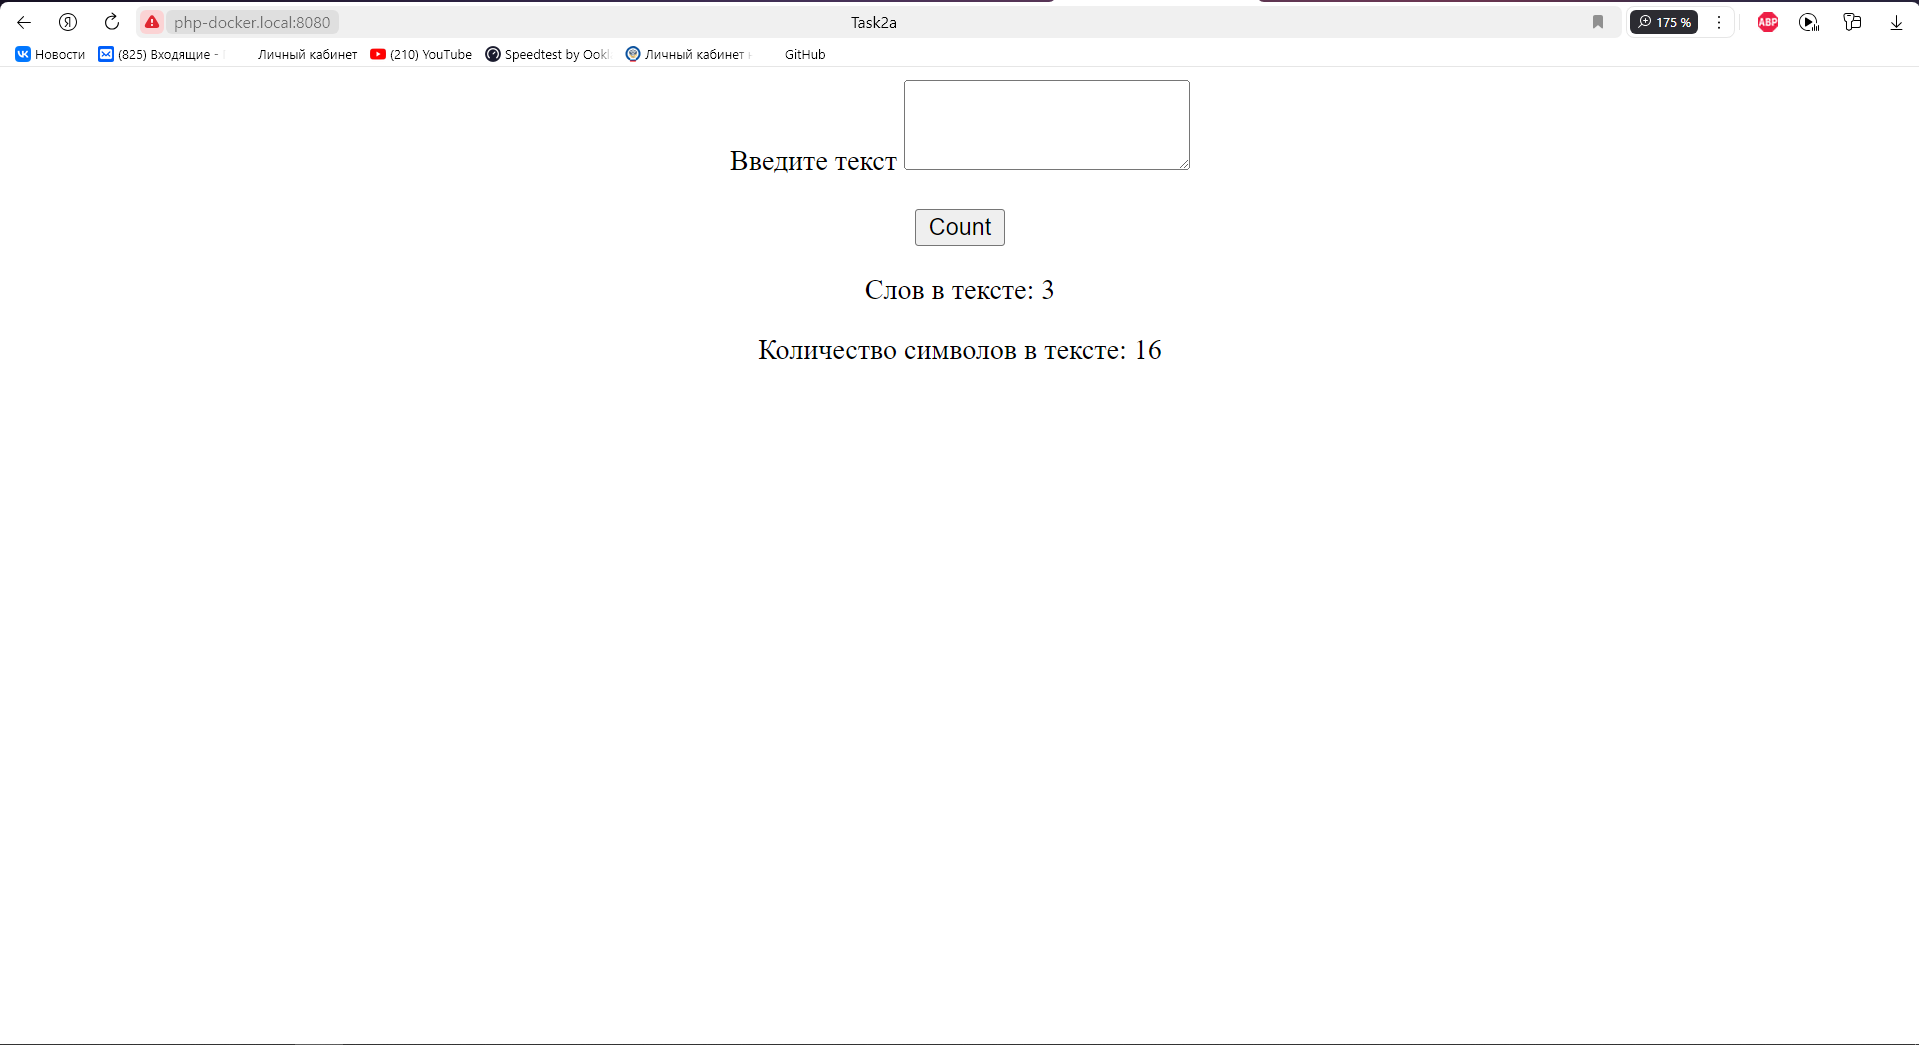 Я php-docker.local:8080 Task2a 175 % ABP
Новости (825) Входящие - Личный кабинет (210) YouTube Speedtest by Ookl Личный кабинет GitHub
Введите текст
Count
Слов в тексте: 3
Количество символов в тексте: 16